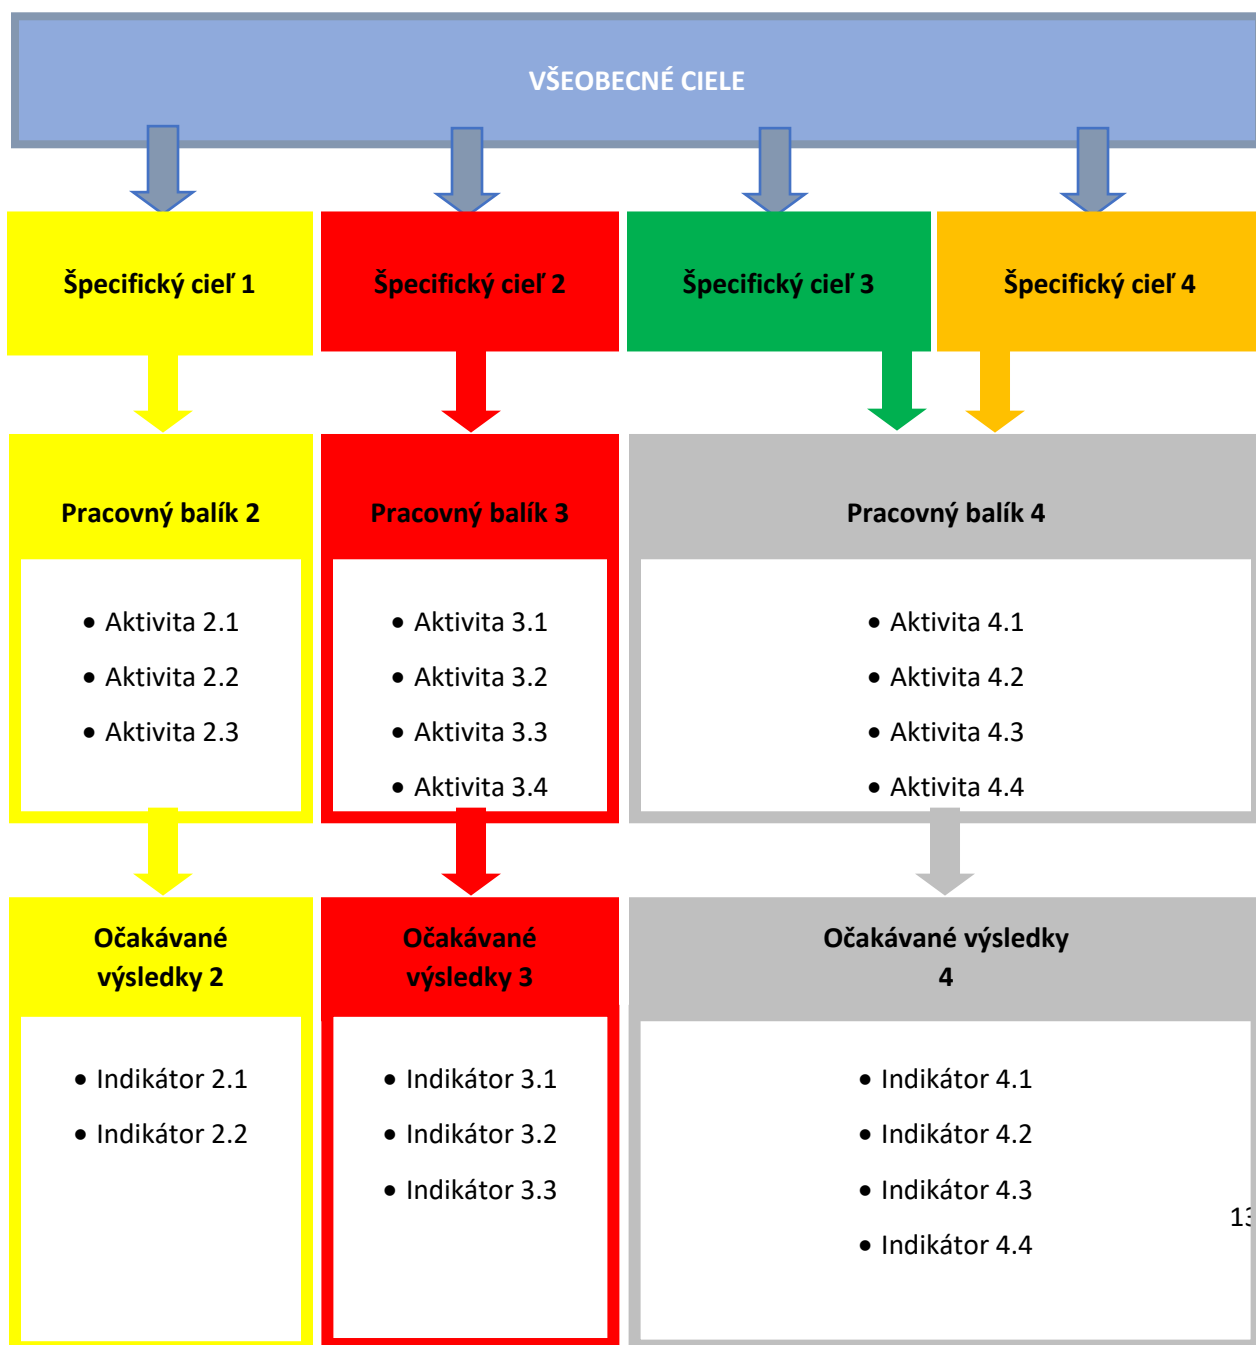 VŠEOBECNÉ CIELE
Špecifický cieľ 1
Špecifický cieľ 2
Špecifický cieľ 3
Špecifický cieľ 4
Pracovný balík 2
Pracovný balík 3
Pracovný balík 4
• Aktivita 2.1
• Aktivita 2.2
• Aktivita 2.3
• Aktivita 3.1
• Aktivita 3.2
• Aktivita 3.3
• Aktivita 3.4
• Aktivita 4.1
• Aktivita 4.2
• Aktivita 4.3
• Aktivita 4.4
Očakávané
výsledky 2
Očakávané
výsledky 3
Očakávané výsledky
4
• Indikátor 2.1
• Indikátor 2.2
• Indikátor 3.1
• Indikátor 3.2
• Indikátor 3.3
• Indikátor 4.1
• Indikátor 4.2
• Indikátor 4.3
• Indikátor 4.4